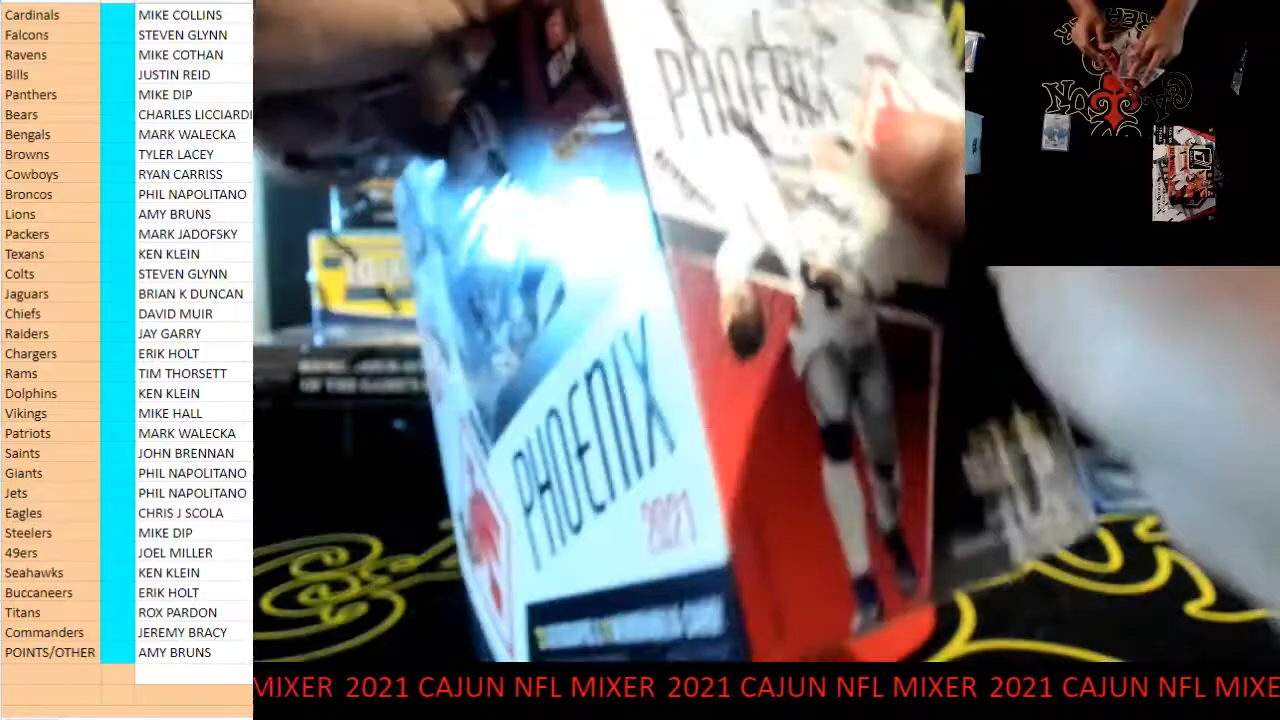 Cardinals MIKE COLLINS
Falcons STEVEN GLYNN
Ravens MIKE COTHAN
Bills JUSTIN REID
Panthers MIKE DIP
Bears CHARLES LICCIARDI
Bengals MARK WALECKA
Browns TYLER LACEY
Cowboys RYAN CARRISS
Broncos PHIL NAPOLITANO
Lions AMY BRUNS
Packers MARK JADOFSKY
Texans KEN KLEIN
Colts STEVEN GLYNN
Jaguars BRIAN K DUNCAN
Chiefs DAVID MUIR
Raiders JAY GARRY
Chargers ERIK HOLT
Rams TIM THORSETT
Dolphins KEN KLEIN
Vikings MIKE HALL
Patriots MARK WALECKA
Saints JOHN BRENNAN
Giants PHIL NAPOLITANO
Jets PHIL NAPOLITANO
Eagles CHRIS J SCOLA
Steelers MIKE DIP
49ers JOEL MILLER
Seahawks KEN KLEIN
Buccaneers ERIK HOLT
Titans ROX PARDON
Commanders JEREMY BRACY
POINTS/OTHER AMY BRUNS
PHOENIX
PHOENIX
2021
MIXER 2021 CAJUN NFL MIXER 2021 CAJUN NFL MIXER 2021 CAJUN NFL MIXE